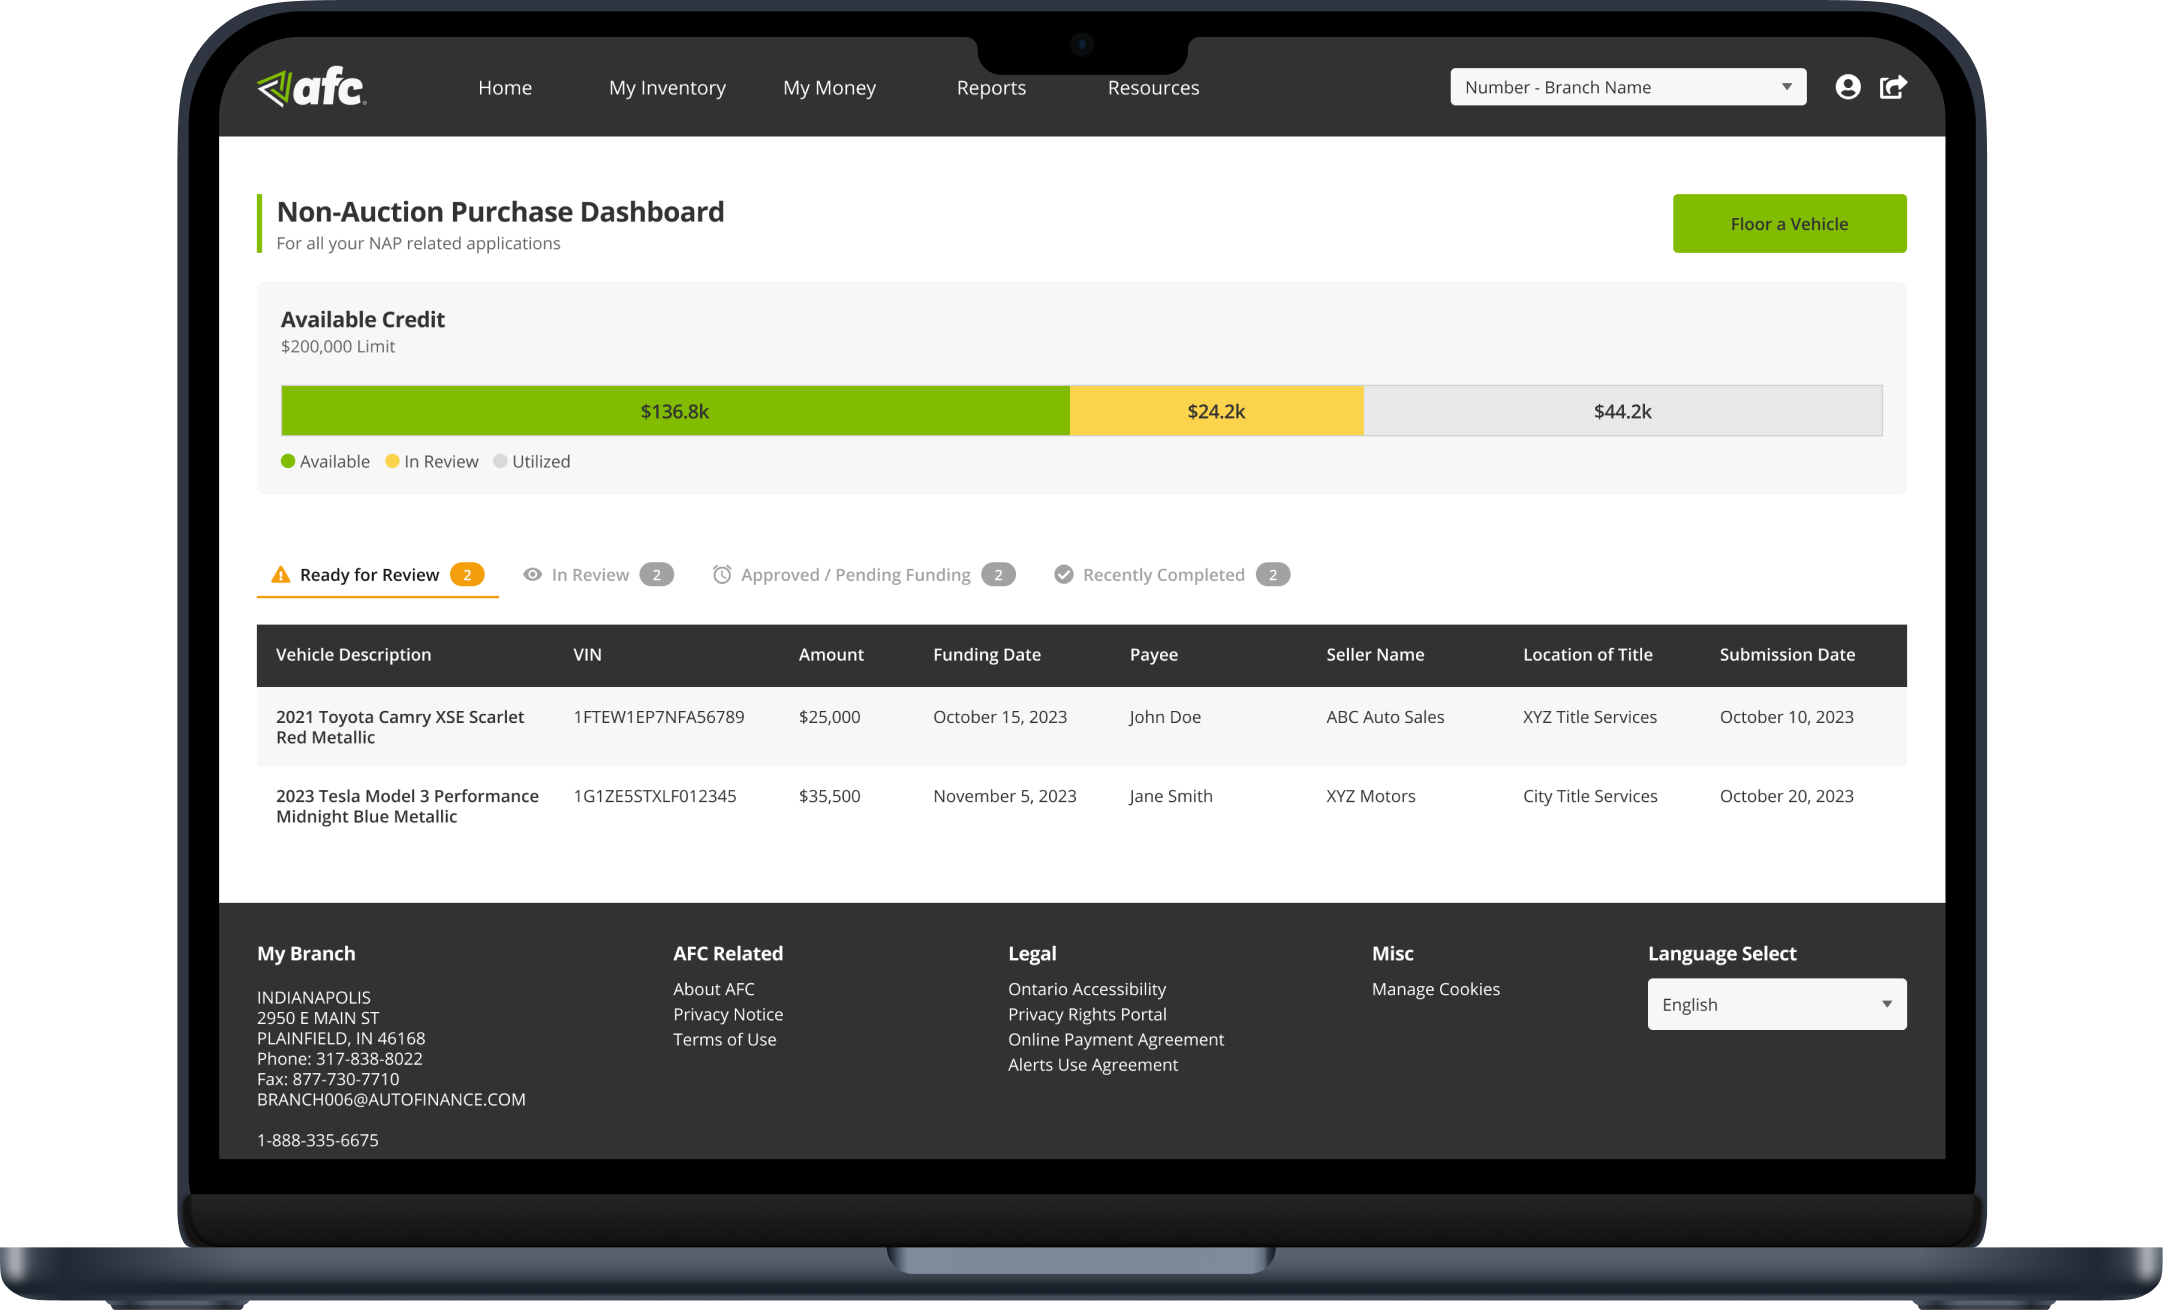 afc
Home
My Inventory
My Money
Reports
Resources
Number - Branch Name
Non-Auction Purchase Dashboard
For all your NAP related applications
Floor a Vehicle
Available Credit
$200,000 Limit
$136.8k
$24.2k
$44.2k
Available
In Review
Utilized
Ready for Review 2
In Review 2
Approved / Pending Funding 2
Recently Completed 2
Vehicle Description VIN Amount Funding Date Payee Seller Name Location of Title Submission Date
2021 Toyota Camry XSE Scarlet 1FTEW1EP7NFA56789 $25,000 October 15, 2023 John Doe ABC Auto Sales XYZ Title Services October 10, 2023
Red Metallic
2023 Tesla Model 3 Performance 1G1ZE5STXLF012345 $35,500 November 5, 2023 Jane Smith XYZ Motors City Title Services October 20, 2023
Midnight Blue Metallic
My Branch
INDIANAPOLIS
2950 E MAIN ST
PLAINFIELD, IN 46168
Phone: 317-838-8022
Fax: 877-730-7710
BRANCH006@AUTOFINANCE.COM
1-888-335-6675
AFC Related
About AFC
Privacy Notice
Terms of Use
Legal
Ontario Accessibility
Privacy Rights Portal
Online Payment Agreement
Alerts Use Agreement
Misc
Manage Cookies
Language Select
English